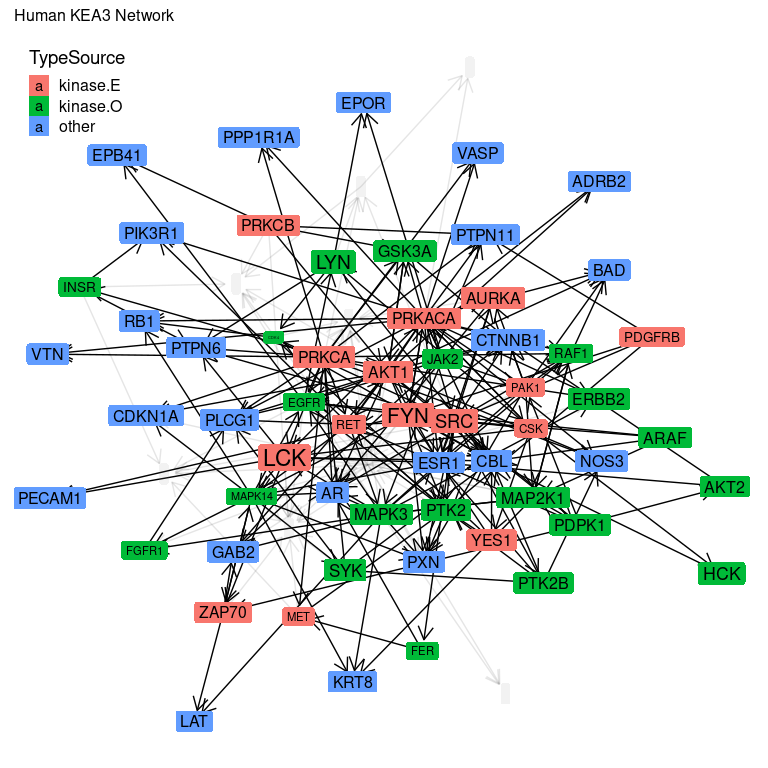 Human KEA3 Network
TypeSource
a kinase.E
a kinase.O
a other
EPOR
PPP1R1A
EPB41
VASP
ADRB2
PRKCB
PIK3R1
PTPN11
GSK3A
LYN
BAD
INSR
AURKA
PRKACA
RB1
PDGFRB
CTNNB1
PTPN6
VTN
PRKCA
JAK2
RAF1
AKT1
PAK1
ERBB2
EGFR
CDKN1A
PLCG1
FYN
SRC
RET
CSK
ARAF
LCK
ESR1
CBL
NOS3
AKT2
PECAM1
MAPK14
AR
MAP2K1
MAPK3
PTK2
PDPK1
YES1
FGFR1
GAB2
PXN
SYK
HCK
PTK2B
ZAP70
MET
FER
KRT8
LAT